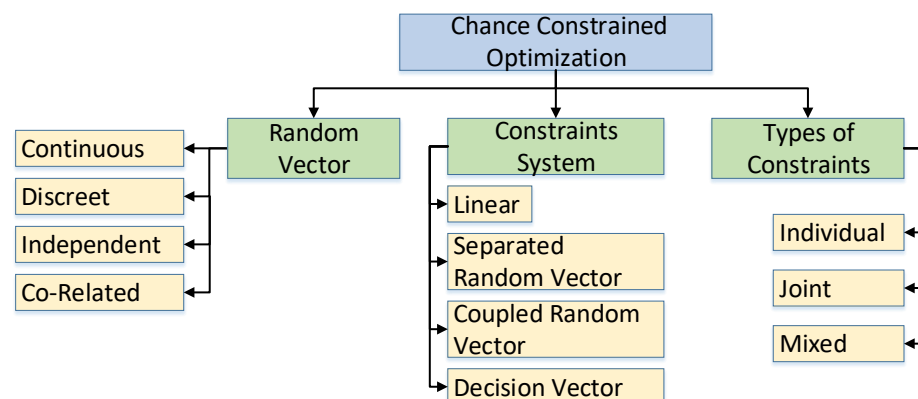 Chance Constrained
Optimization
Random
Vector
Constraints
System
Types of
Constraints
Continuous
Discreet
Independent
Co-Related
Linear
Separated
Random Vector
Coupled Random
Vector
Decision Vector
Individual
Joint
Mixed